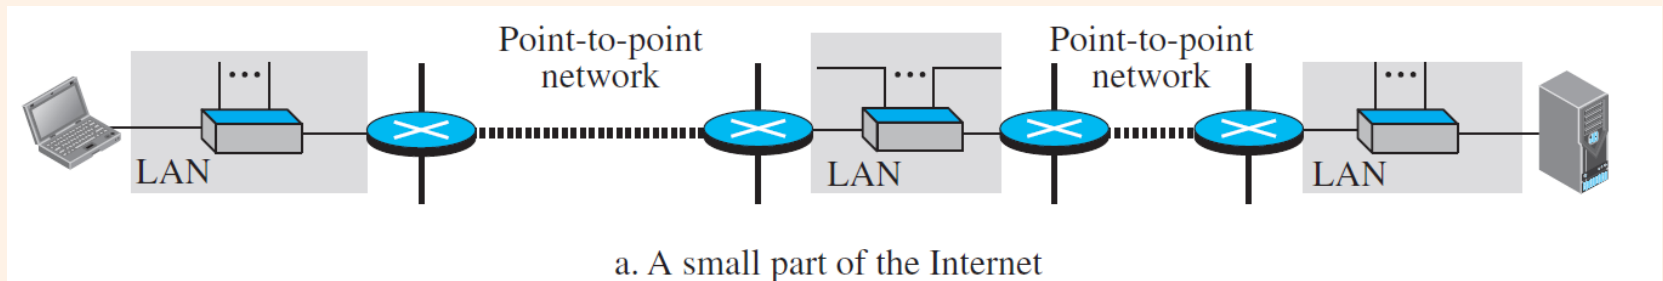 Point-to-point
network
Point-to-point
network
LAN
LAN
LAN
a. A small part of the Internet